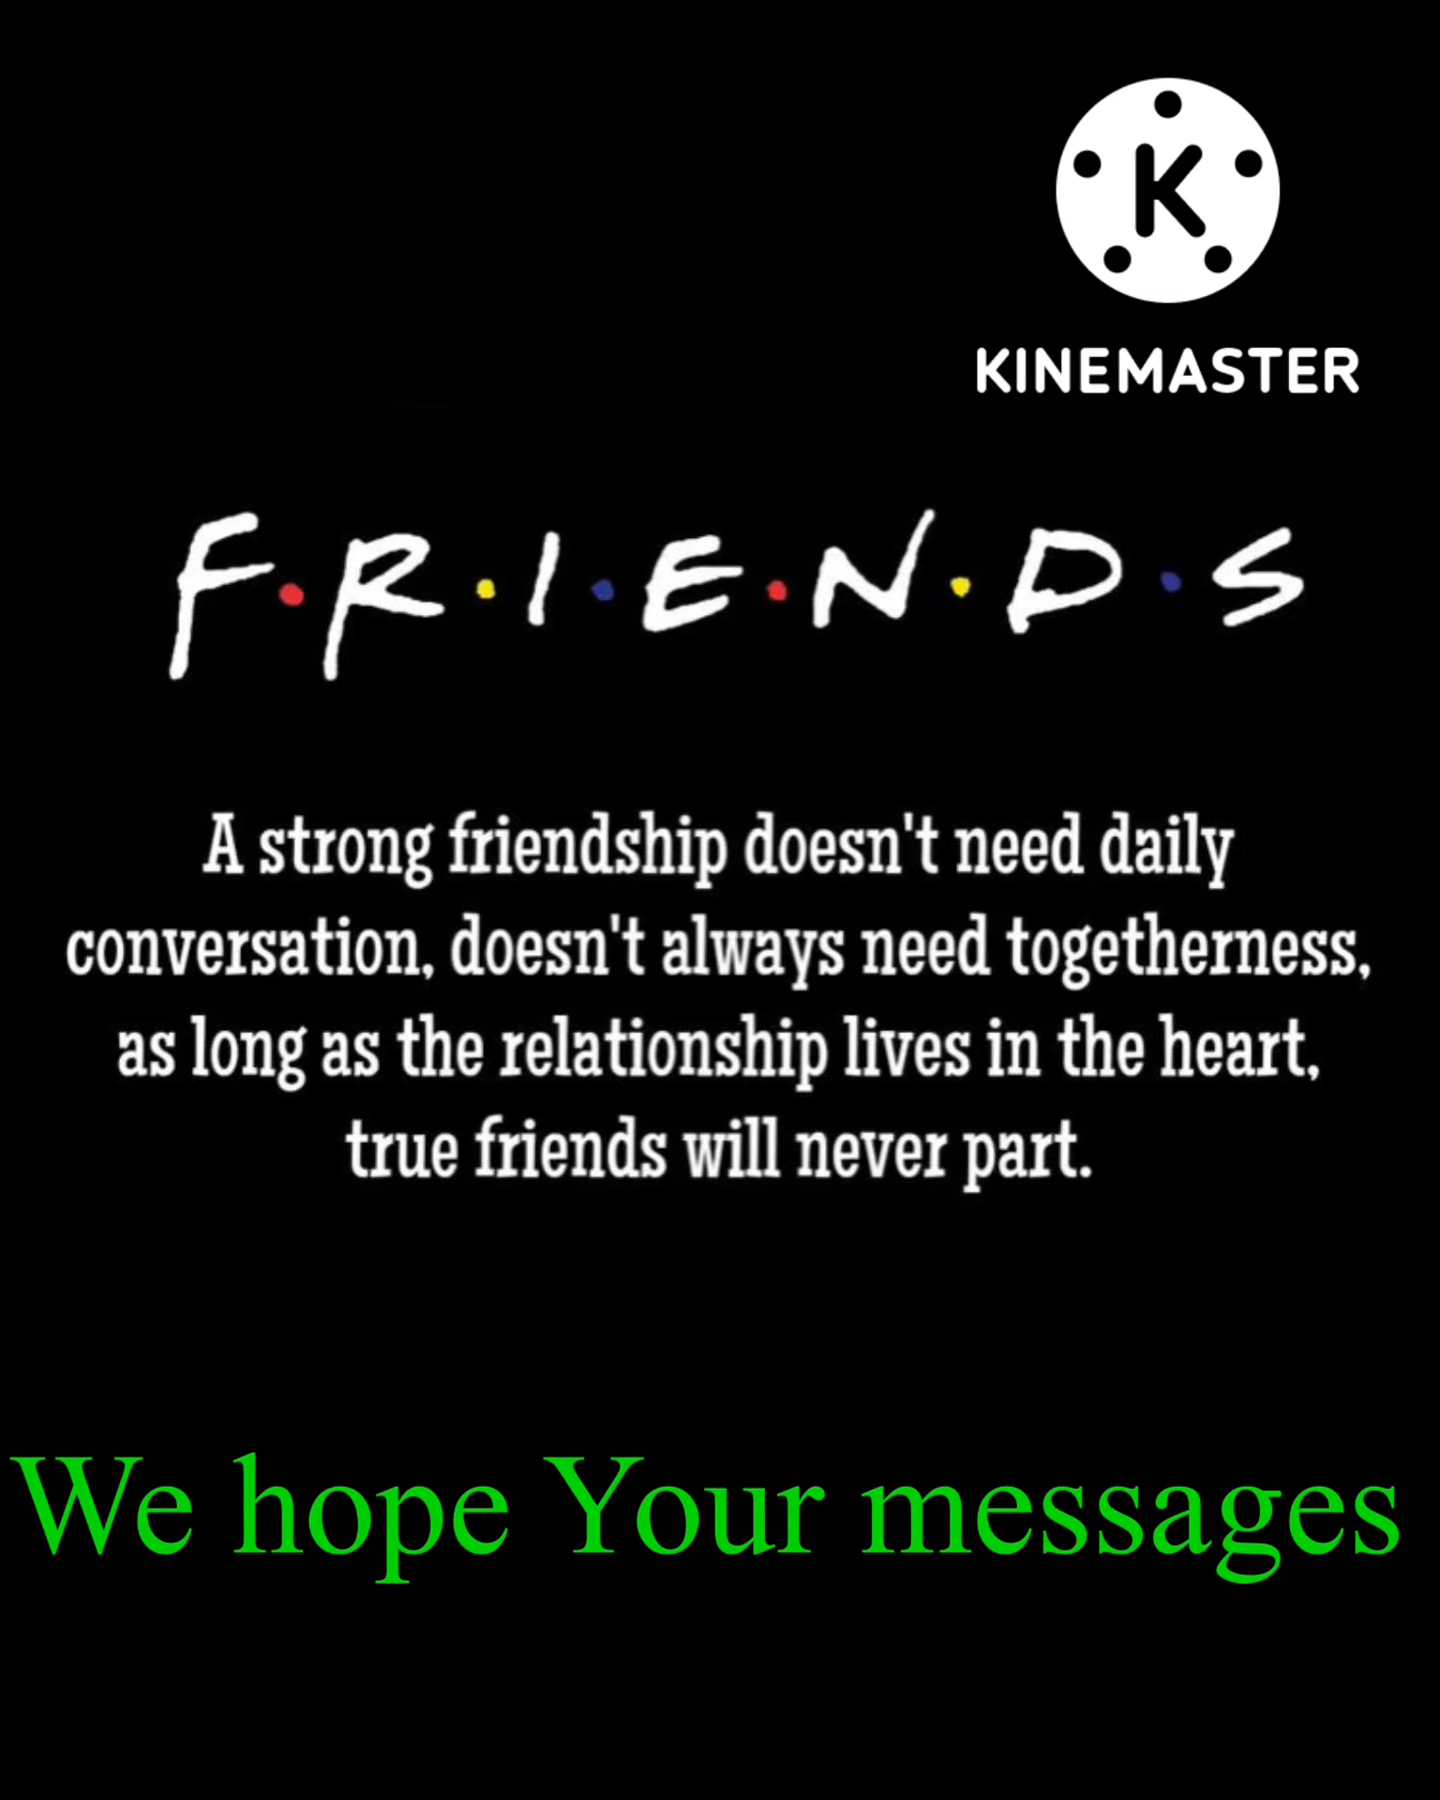 K
KINEMASTER
F•R•I•E•N•D•S
A strong friendship doesn't need daily
conversation, doesn't always need togetherness,
as long as the relationship lives in the heart,
true friends will never part.
We hope Your messages